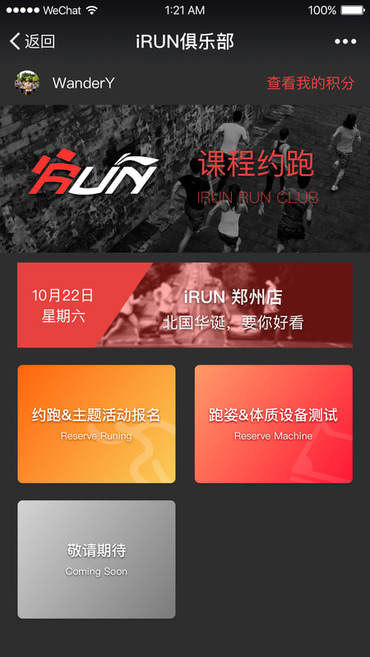 WeChat
1:21 AM
100%
返回
iRUN俱乐部
WanderY
查看我的积分
iRUN
课程约跑
IRUN RUN CLUB
10月22日
星期六
iRUN 郑州店
北国华诞，要你好看
约跑&主题活动报名
Reserve Runing
跑姿&体质设备测试
Reserve Machine
敬请期待
Coming Soon